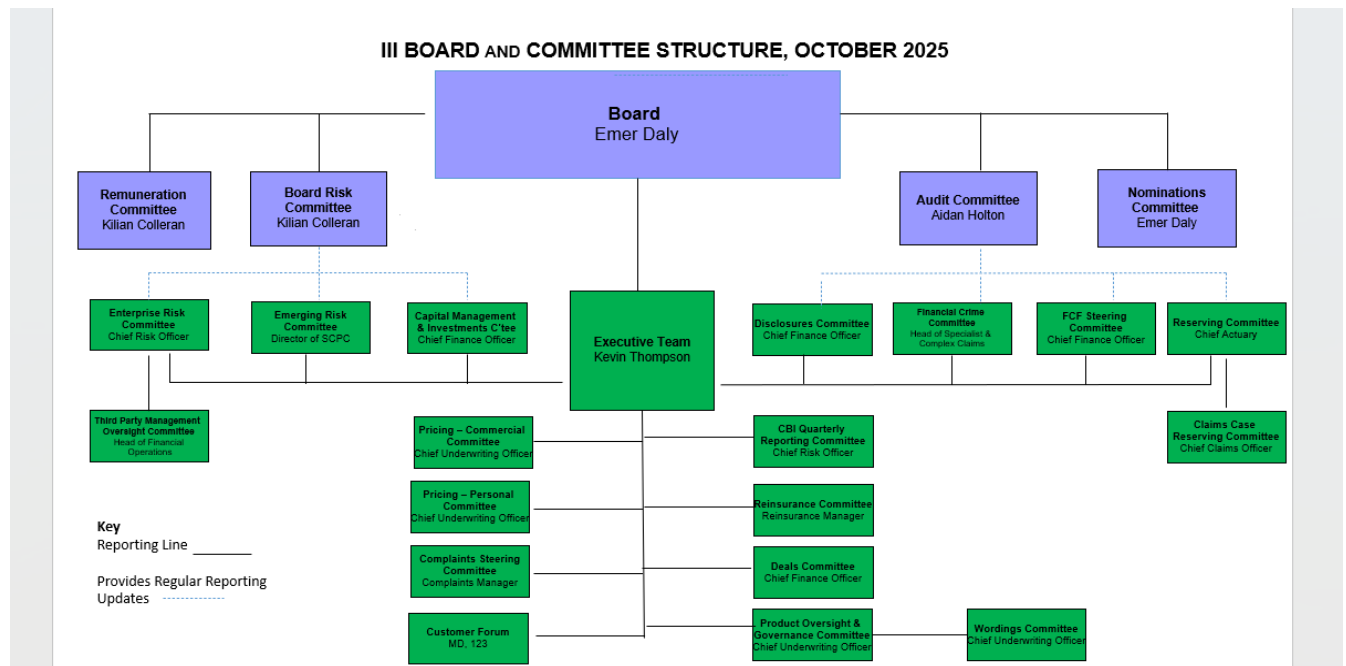 III BOARD AND COMMITTEE STRUCTURE, OCTOBER 2025
Board
Emer Daly
Remuneration
Committee
Kilian Colleran
Board Risk
Committee
Kilian Colleran
Audit Committee
Aidan Holton
Nominations
Committee
Emer Daly
Enterprise Risk
Committee
Chief Risk Officer
Emerging Risk
Committee
Director of SCPC
Capital Management
& Investments C'tee
Chief Finance Officer
Executive Team
Kevin Thompson
Disclosures Committee
Chief Finance Officer
Financial Crime
Committee
Head of Specialist &
Complex Claims
FCF Steering
Committee
Chief Finance Officer
Reserving Committee
Chief Actuary
Third Party Management
Oversight Committee
Head of Financial
Operations
Pricing – Commercial
Committee
Chief Underwriting Officer
CBI Quarterly
Reporting Committee
Chief Risk Officer
Claims Case
Reserving Committee
Chief Claims Officer
Pricing – Personal
Committee
Chief Underwriting Officer
Reinsurance Committee
Reinsurance Manager
Key
Reporting Line
Provides Regular Reporting
Updates
Complaints Steering
Committee
Complaints Manager
Deals Committee
Chief Finance Officer
Customer Forum
MD, 123
Product Oversight &
Governance Committee
Chief Underwriting Officer
Wordings Committee
Chief Underwriting Officer